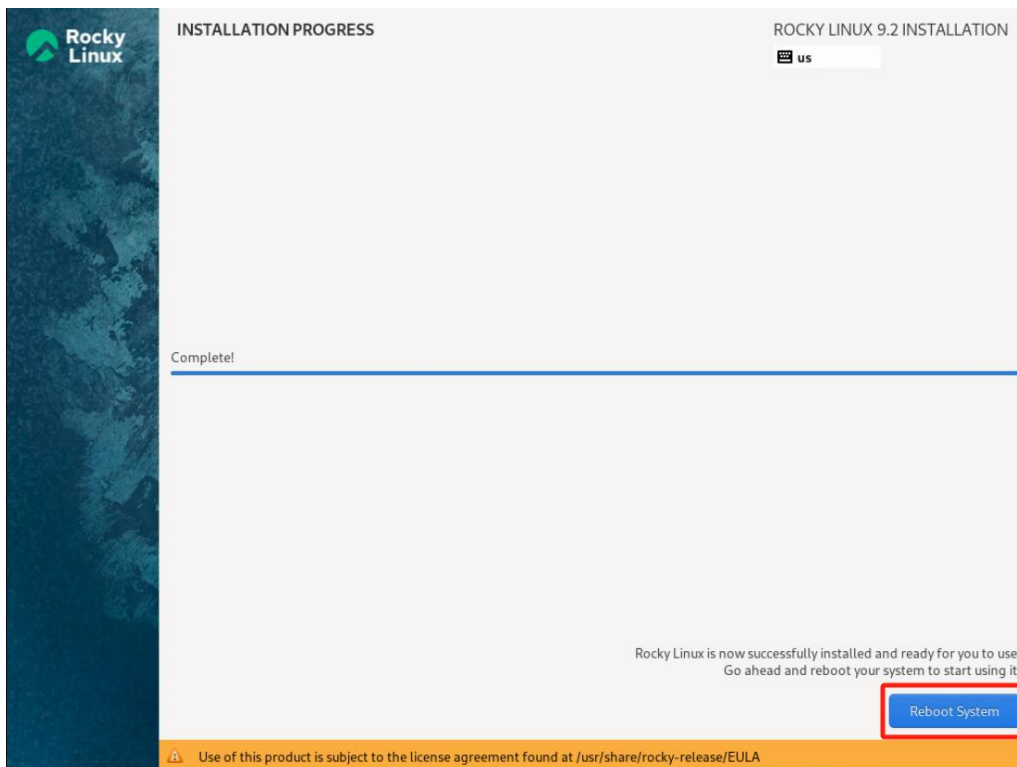 Rocky
Linux
INSTALLATION PROGRESS
ROCKY LINUX 9.2 INSTALLATION
us
Complete!
Rocky Linux is now successfully installed and ready for you to use
Go ahead and reboot your system to start using it
Reboot System
Use of this product is subject to the license agreement found at /usr/share/rocky-release/EULA